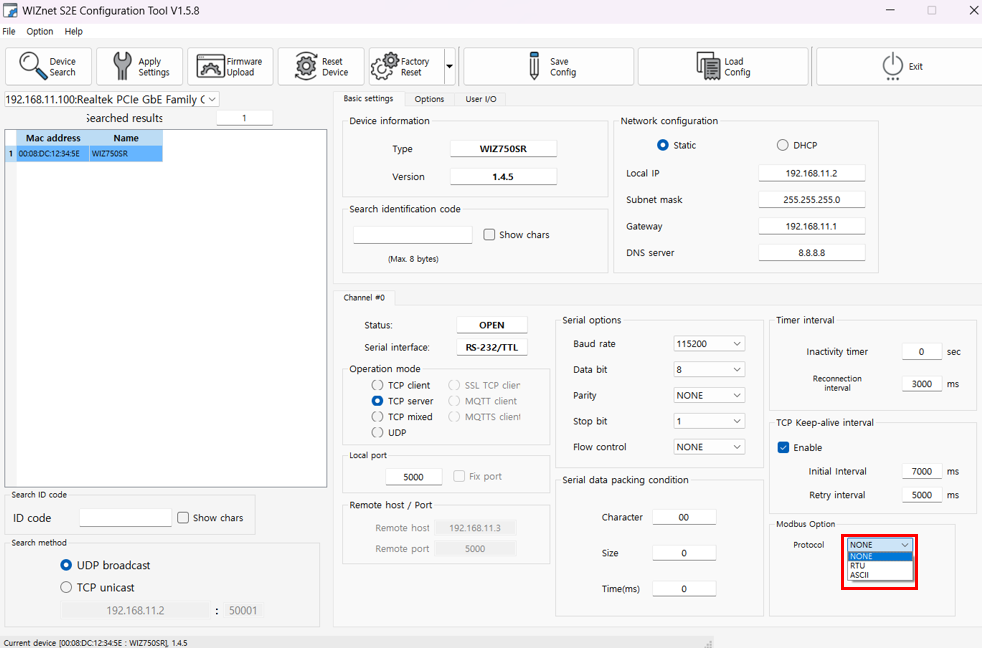 WIZnet S2E Configuration Tool V1.5.8
File Option Help
Device Search
Apply Settings
Firmware Upload
Reset Device
Factory Reset
Save Config
Load Config
Exit
192.168.11.100:Realtek PCIe GbE Family C
Searched results 1
Mac address Name
1 00:08:DC:12:34:5E WIZ750SR
Search ID code
ID code Show chars
Search method
UDP broadcast
TCP unicast
192.168.11.2 : 50001
Basic settings Options User I/O
Device information
Type WIZ750SR
Version 1.4.5
Search identification code
Show chars
(Max. 8 bytes)
Network configuration
Static DHCP
Local IP 192.168.11.2
Subnet mask 255.255.255.0
Gateway 192.168.11.1
DNS server 8.8.8.8
Channel #0
Status: OPEN
Serial interface: RS-232/TTL
Operation mode
TCP client SSL TCP clien
TCP server MQTT client
TCP mixed MQTTS client
UDP
Local port
5000 Fix port
Remote host / Port
Remote host 192.168.11.3
Remote port 5000
Serial options
Baud rate 115200
Data bit 8
Parity NONE
Stop bit 1
Flow control NONE
Serial data packing condition
Character 00
Size 0
Time(ms) 0
Timer interval
Inactivity timer 0 sec
Reconnection
interval 3000 ms
TCP Keep-alive interval
Enable
Initial Interval 7000 ms
Retry interval 5000 ms
Modbus Option
Protocol NONE
NONE
RTU
ASCII
Current device [00:08:DC:12:34:5E : WIZ750SR], 1.4.5